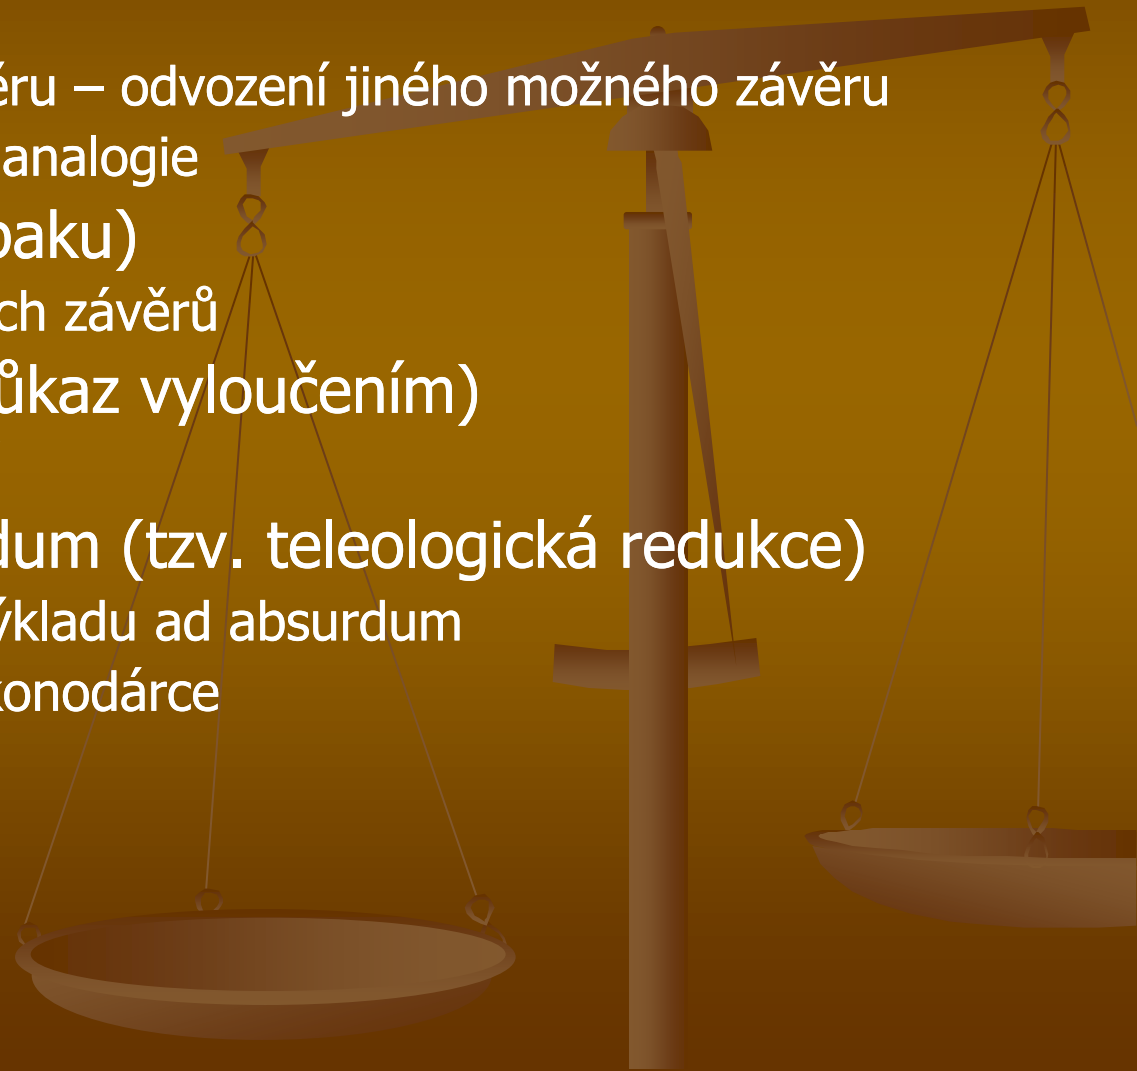 ěru – odvození jiného možného závěru
analogie
paku)
ch závěrů
ůkaz vyloučením)
dum (tzv. teleologická redukce)
ýkladu ad absurdum
konodárce